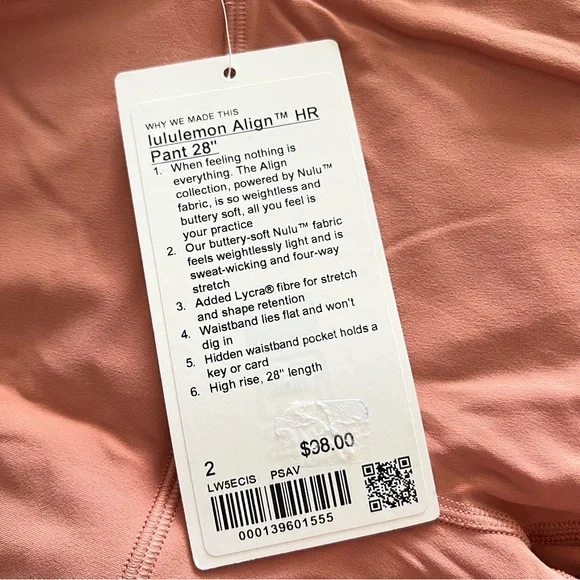 WHY WE MADE THIS
lululemon Align™ HR
Pant 28"
1. When feeling nothing is
everything. The Align
collection, powered by Nulu™
fabric, is so weightless and
buttery soft, all you feel is
your practice
2. Our buttery-soft Nulu™ fabric
feels weightlessly light and is
sweat-wicking and four-way
stretch
3. Added Lycra® fibre for stretch
and shape retention
4. Waistband lies flat and won't
dig in
5. Hidden waistband pocket holds a
key or card
6. High rise, 28" length
$98.00
2
LW5ECIS PSAV
000139601555